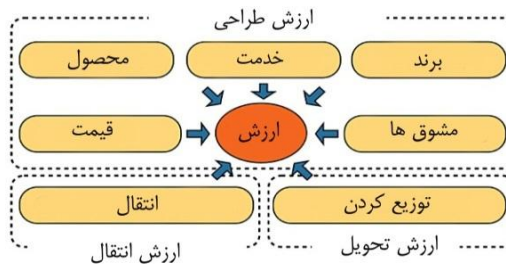 ارزش طراحی
برند
خدمت
محصول
مشوق ها
ارزش
قیمت
توزیع کردن
انتقال
ارزش تحویل
ارزش انتقال